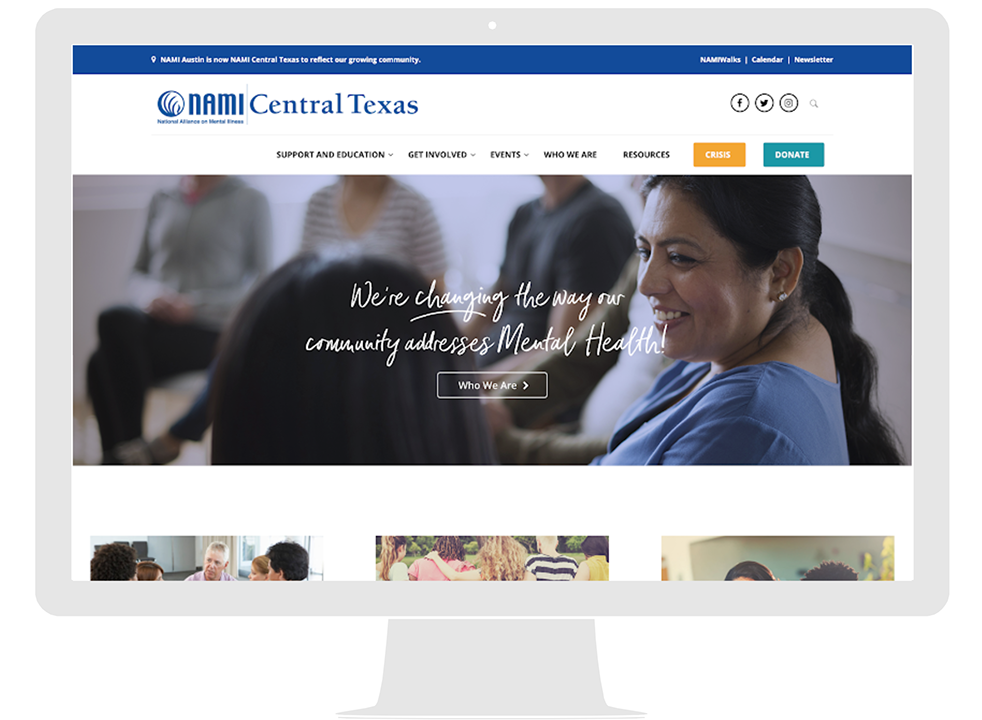 NAMI Austin is now NAMI Central Texas to reflect our growing community.
NAMIWalks | Calendar | Newsletter
NAMI Central Texas
National Alliance on Mental Illness
SUPPORT AND EDUCATION GET INVOLVED EVENTS WHO WE ARE RESOURCES CRISIS DONATE
We're changing the way our
community addresses Mental Health!
Who We Are